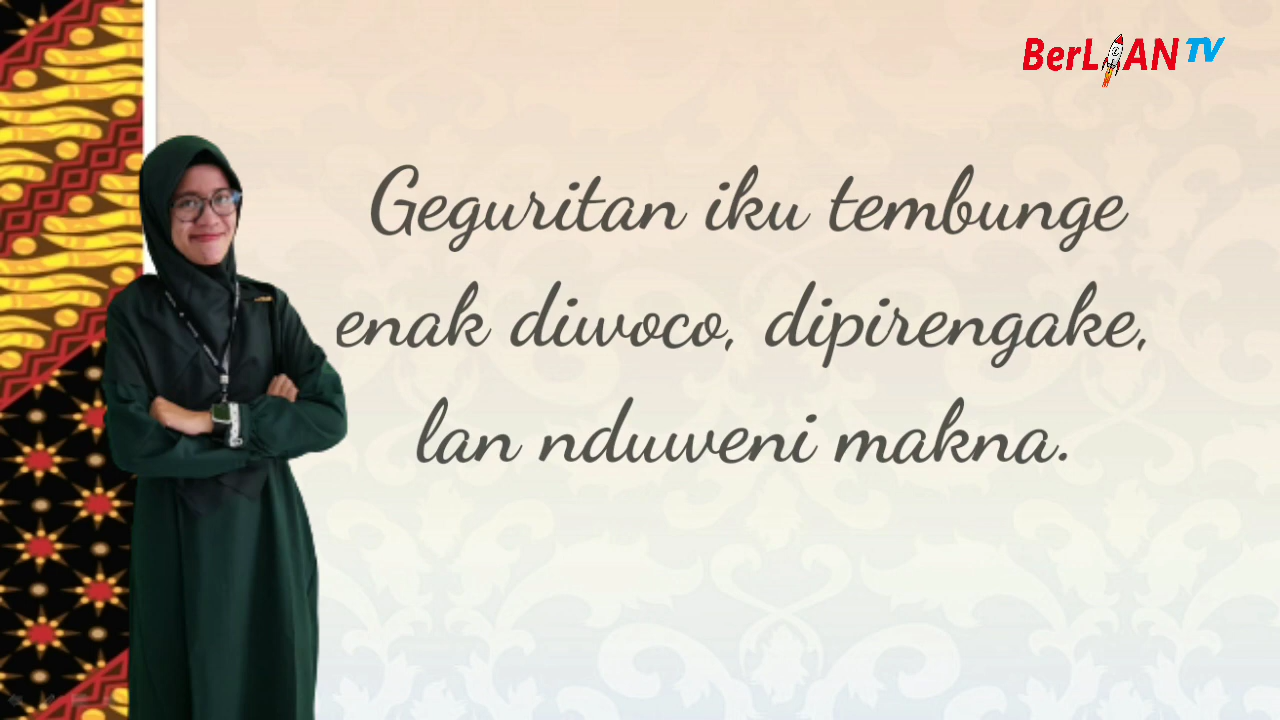 BerLIAN TV
Geguritan iku tembunge
enak diwoco, dipirengake,
lan nduweni makna.